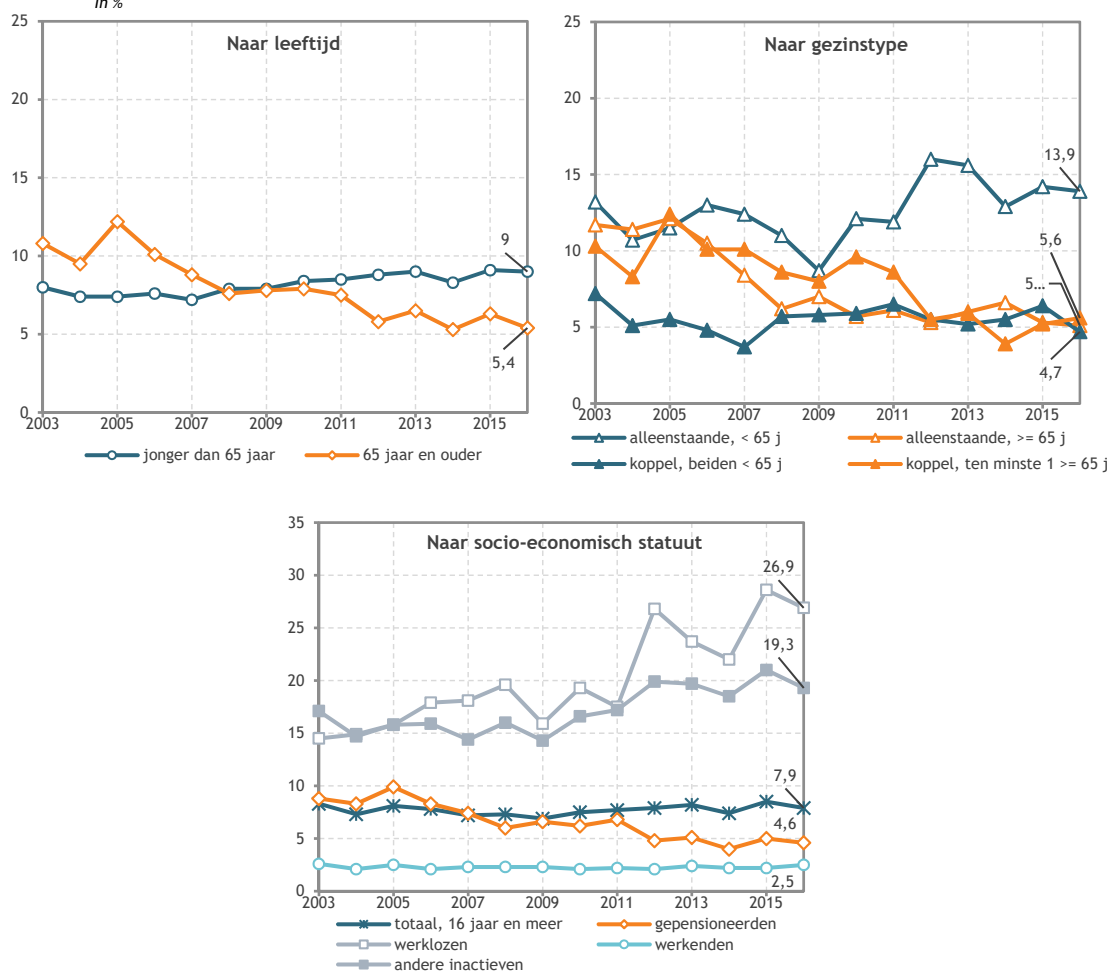 in %
Naar leeftijd
25
20
15
10
5
0
9
5,4
2003 2005 2007 2009 2011 2013 2015
jonger dan 65 jaar
65 jaar en ouder
Naar gezinstype
25
20
15
10
5
0
13,9
5,6
5...
4,7
2003 2005 2007 2009 2011 2013 2015
alleenstaande, < 65 j
alleenstaande, >= 65 j
koppel, beiden < 65 j
koppel, ten minste 1 >= 65 j
Naar socio-economisch statuut
35
30
25
20
15
10
5
0
26,9
19,3
7,9
4,6
2,5
2003 2005 2007 2009 2011 2013 2015
totaal, 16 jaar en meer
gepensioneerden
werklozen
werkenden
andere inactieven